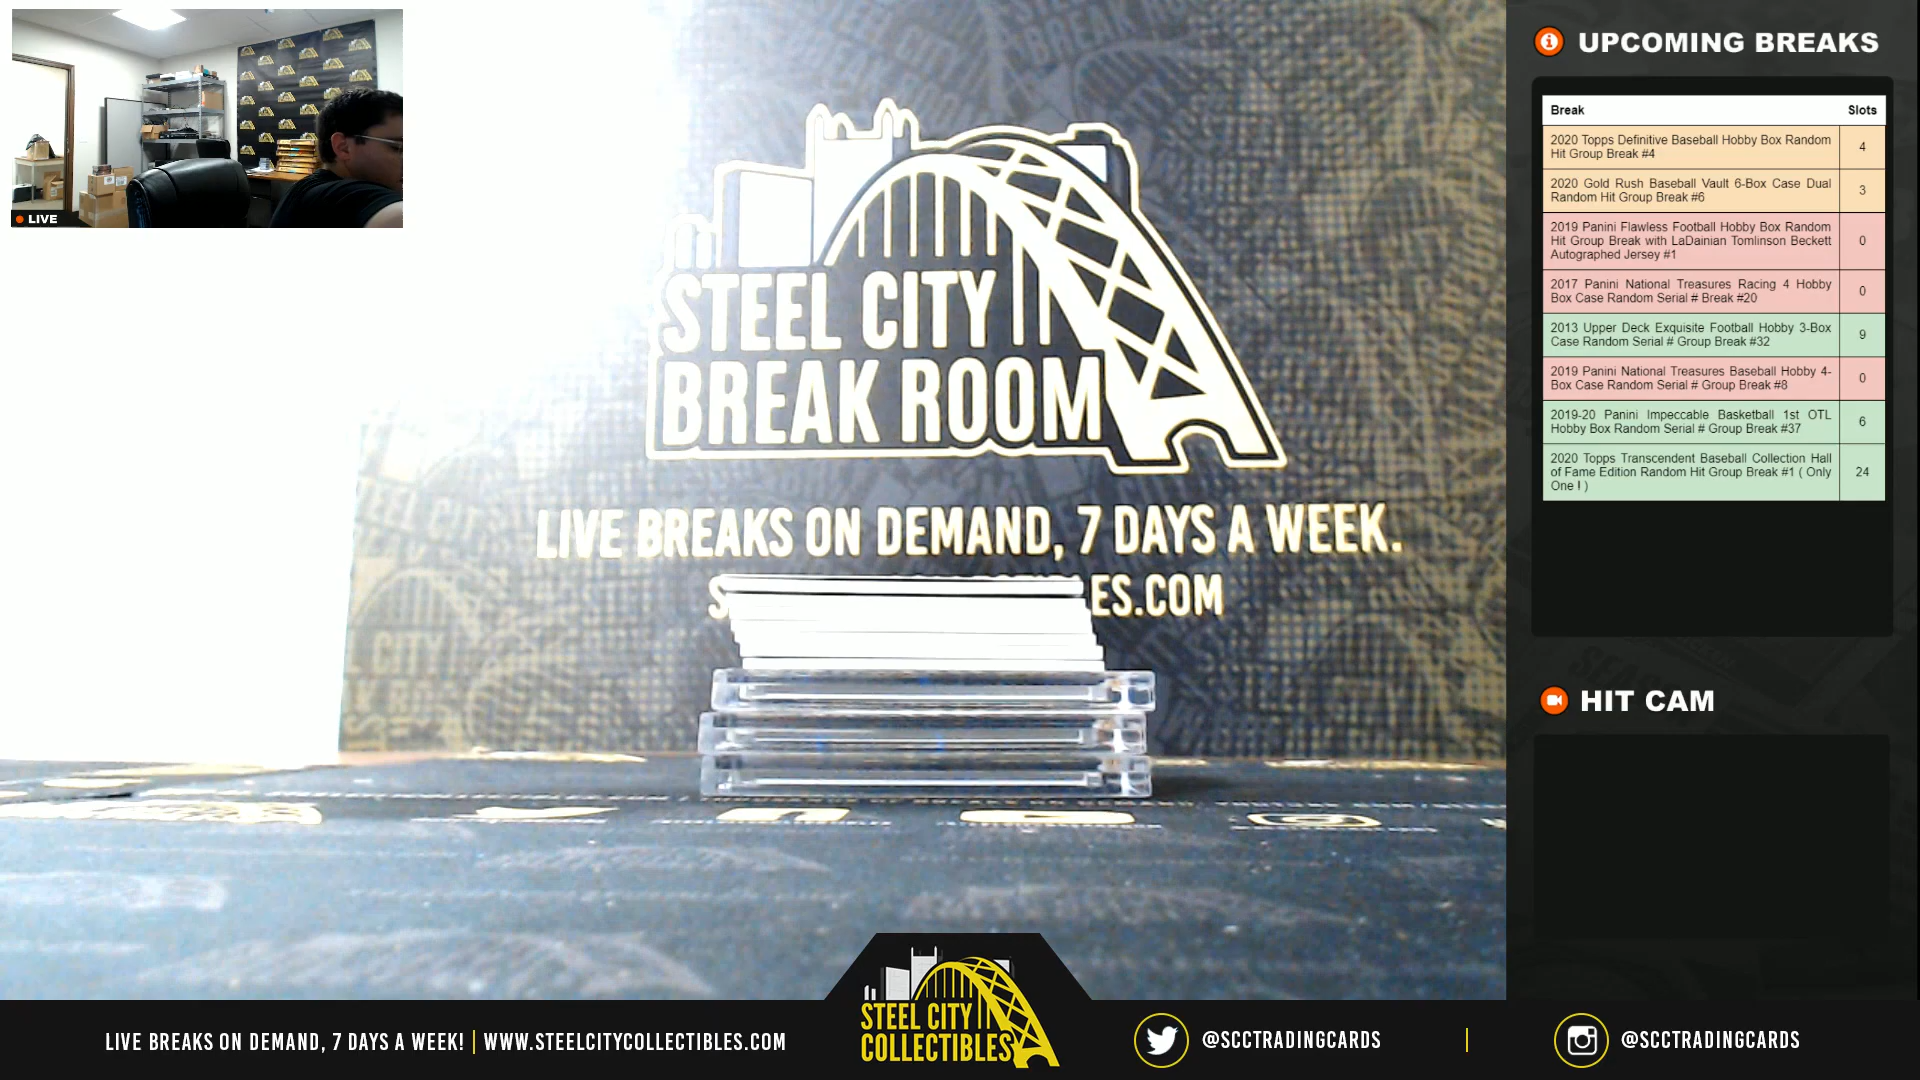 LIVE
STEEL CITY
BREAK ROOM
LIVE BREAKS ON DEMAND, 7 DAYS A WEEK.
ES.COM
UPCOMING BREAKS
Break Slots
2020 Topps Definitive Baseball Hobby Box Random
Hit Group Break #4
4
2020 Gold Rush Baseball Vault 6-Box Case Dual
Random Hit Group Break #6
3
2019 Panini Flawless Football Hobby Box Random
Hit Group Break with LaDainian Tomlinson Beckett
Autographed Jersey #1
0
2017 Panini National Treasures Racing 4 Hobby
Box Case Random Serial # Break #20
0
2013 Upper Deck Exquisite Football Hobby 3-Box
Case Random Serial # Group Break #32
9
2019 Panini National Treasures Baseball Hobby 4-
Box Case Random Serial # Group Break #8
0
2019-20 Panini Impeccable Basketball 1st OTL
Hobby Box Random Serial # Group Break #37
6
2020 Topps Transcendent Baseball Collection Hall
of Fame Edition Random Hit Group Break #1 ( Only
One ! )
24
HIT CAM
LIVE BREAKS ON DEMAND, 7 DAYS A WEEK! | WWW.STEELCITYCOLLECTIBLES.COM
STEEL CITY
COLLECTIBLES
@SCCTRADINGCARDS | @SCCTRADINGCARDS